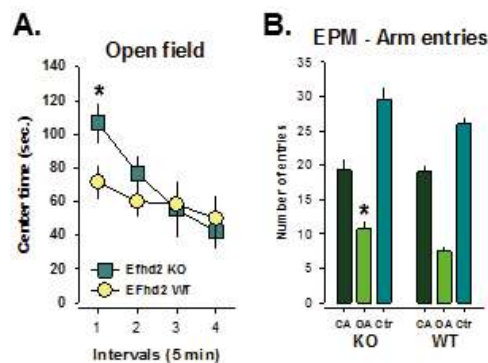 A.
Open field
Center time (sec.)
140
120
100
80
60
40
20
0
*
Efhd2 KO
EFhd2 WT
1 2 3 4
Intervals (5 min)
B.
EPM - Arm entries
Number of entries
35
30
25
20
15
10
5
0
*
CA OA Ctr CA OA Ctr
KO WT